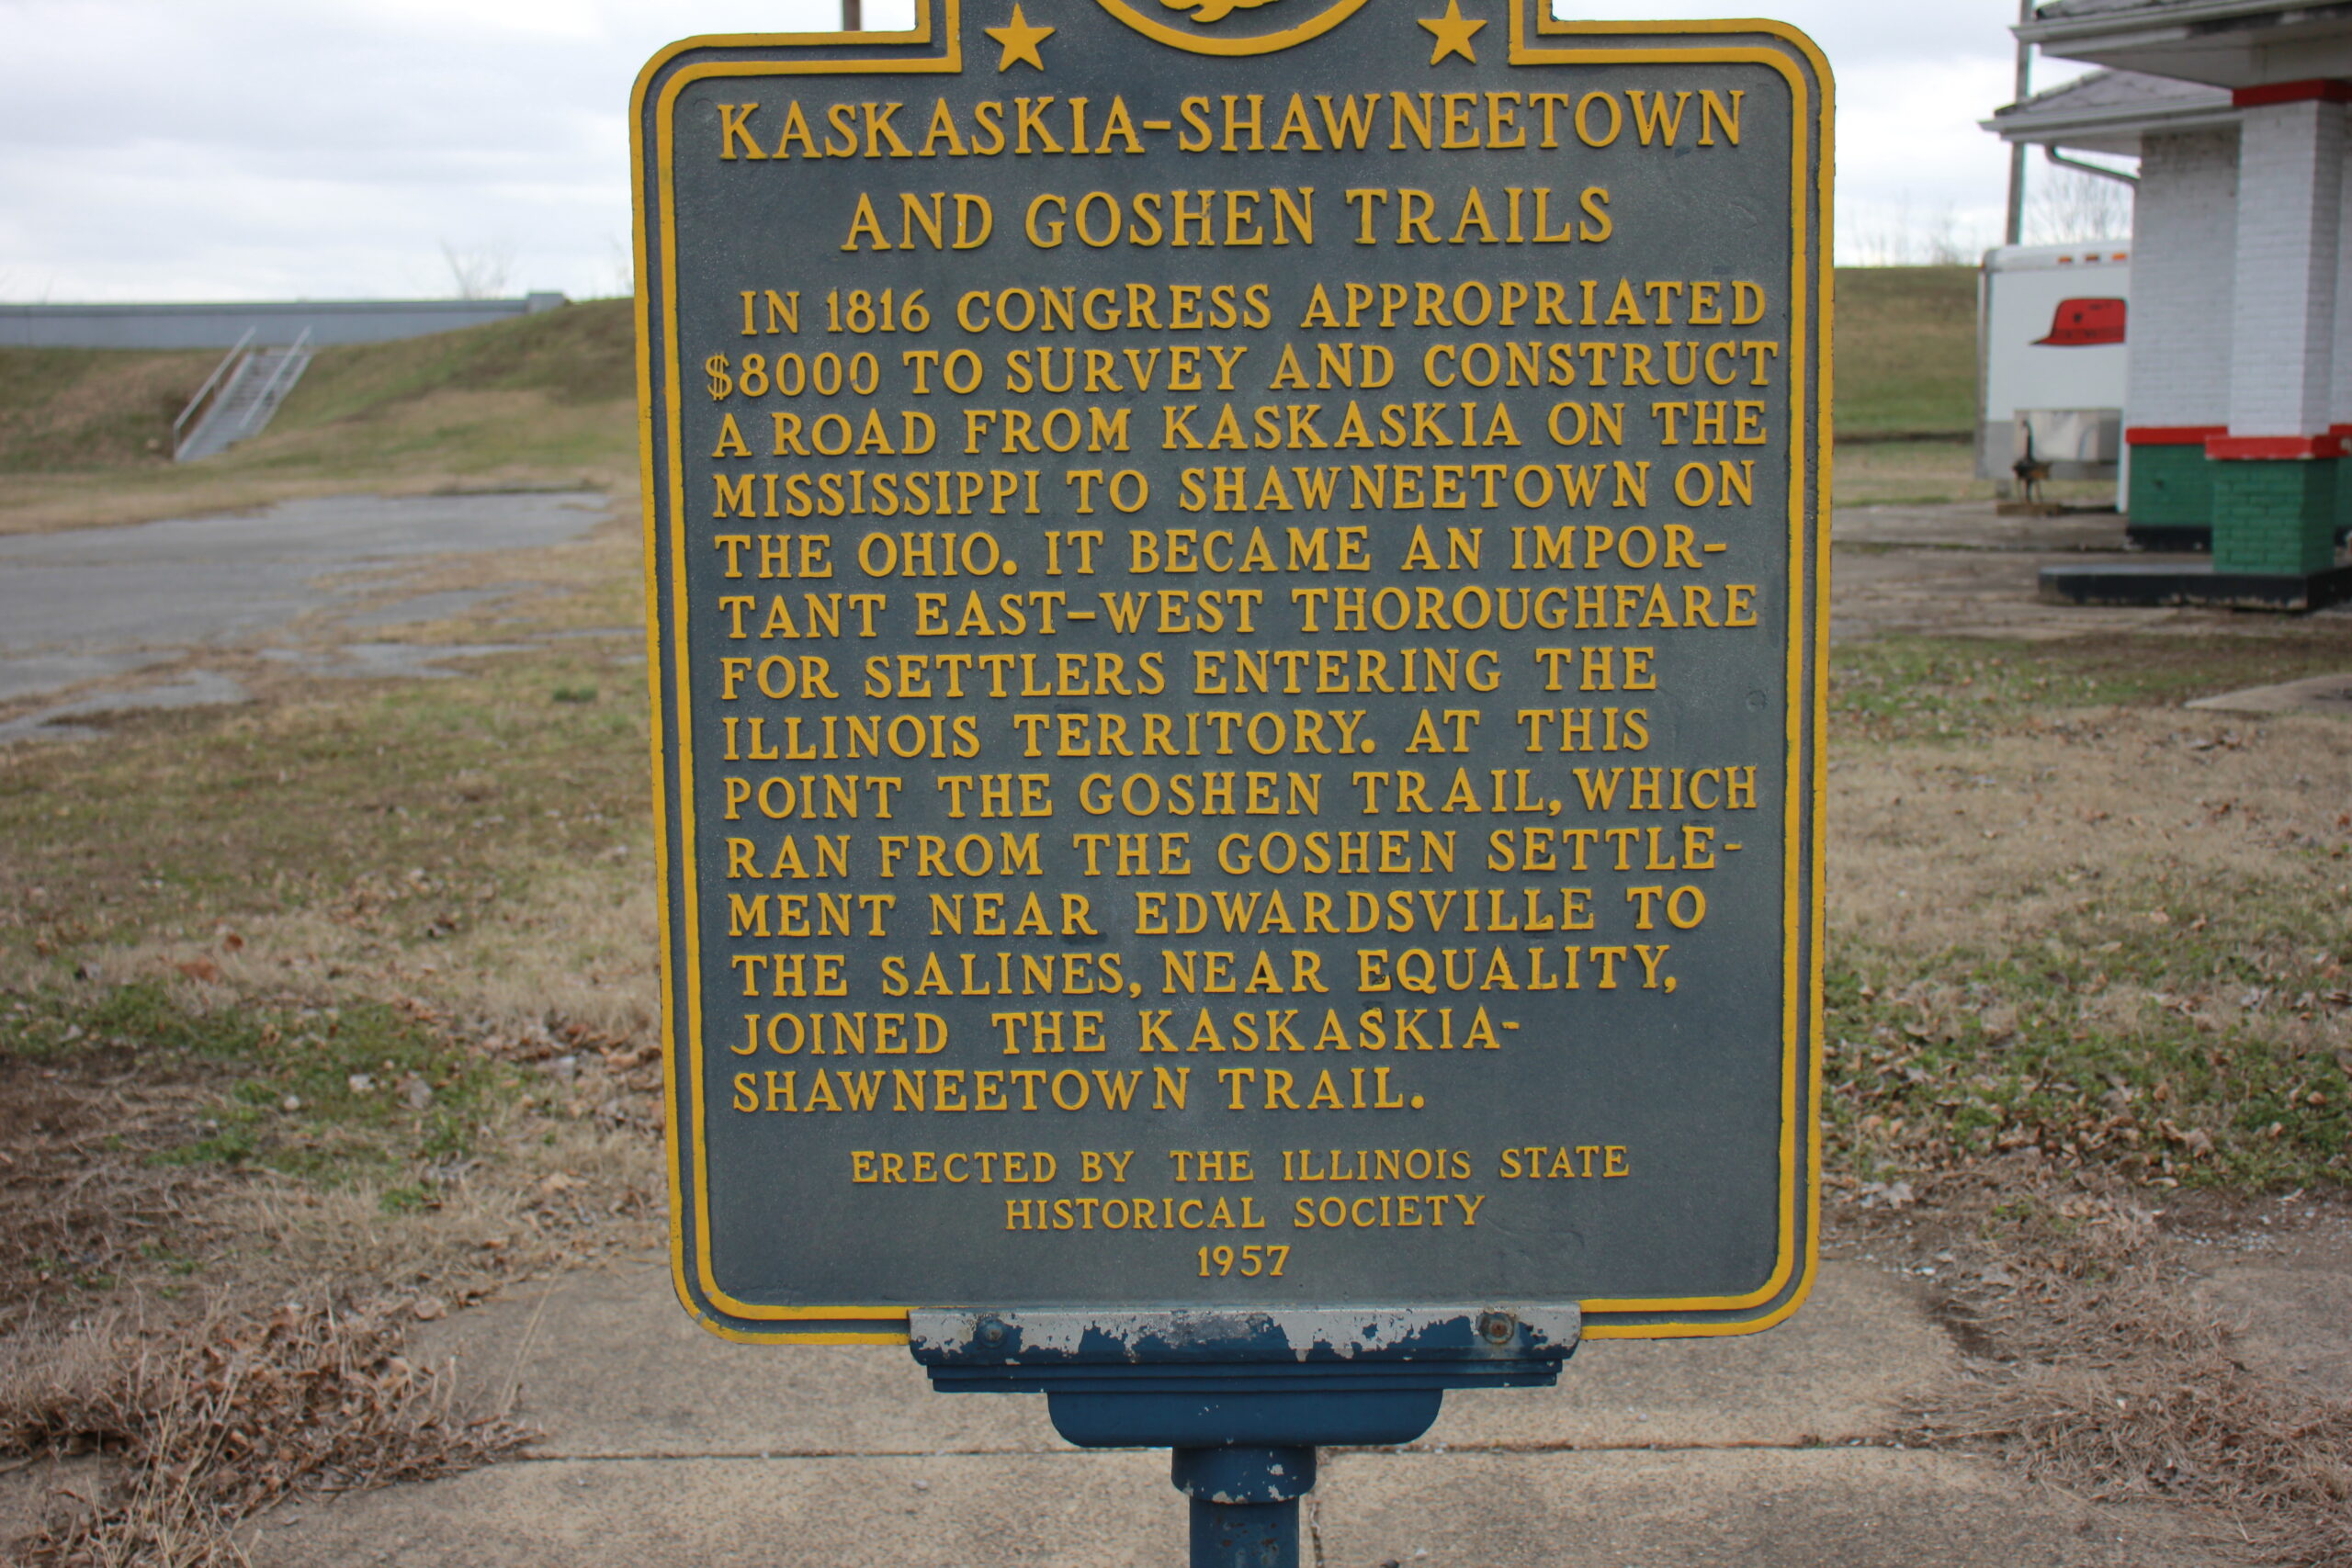 KASKASKIA-SHAWNEETOWN
AND GOSHEN TRAILS
IN 1816 CONGRESS APPROPRIATED
$8000 TO SURVEY AND CONSTRUCT
A ROAD FROM KASKASKIA ON THE
MISSISSIPPI TO SHAWNEETOWN ON
THE OHIO. IT BECAME AN IMPOR-
TANT EAST-WEST THOROUGHFARE
FOR SETTLERS ENTERING THE
ILLINOIS TERRITORY. AT THIS
POINT THE GOSHEN TRAIL, WHICH
RAN FROM THE GOSHEN SETTLE-
MENT NEAR EDWARDSVILLE TO
THE SALINES, NEAR EQUALITY,
JOINED THE KASKASKIA-
SHAWNEETOWN TRAIL.
ERECTED BY THE ILLINOIS STATE
HISTORICAL SOCIETY
1957